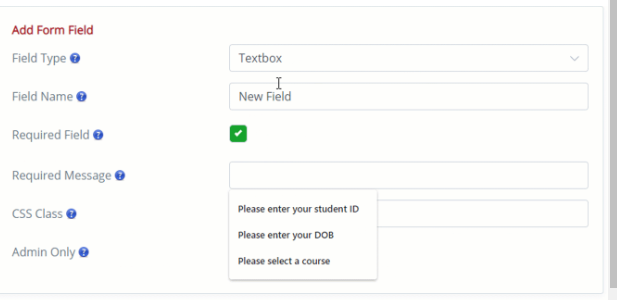 Add Form Field
Field Type ?
Textbox
Field Name ?
New Field
Required Field ?
Required Message ?
CSS Class ?
Please enter your student ID
Please enter your DOB
Admin Only ?
Please select a course